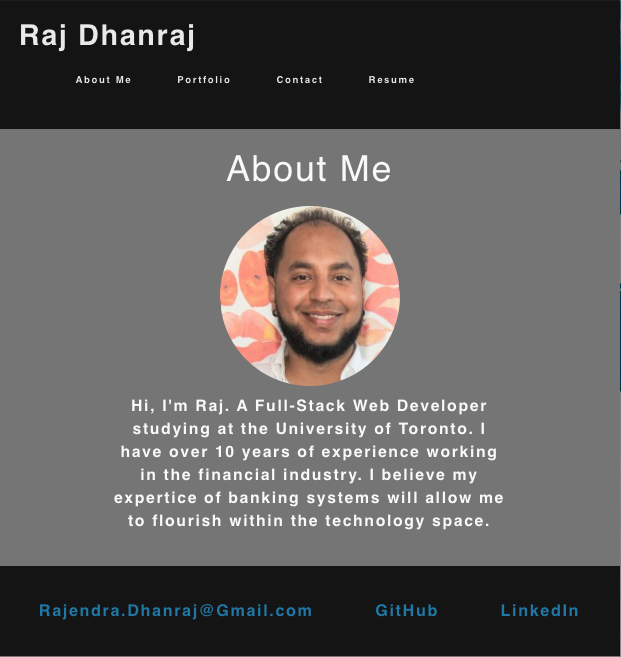 Raj Dhanraj
About Me Portfolio Contact Resume
About Me
Hi, I'm Raj. A Full-Stack Web Developer
studying at the University of Toronto. I
have over 10 years of experience working
in the financial industry. I believe my
expertice of banking systems will allow me
to flourish within the technology space.
Rajendra.Dhanraj@Gmail.com GitHub LinkedIn